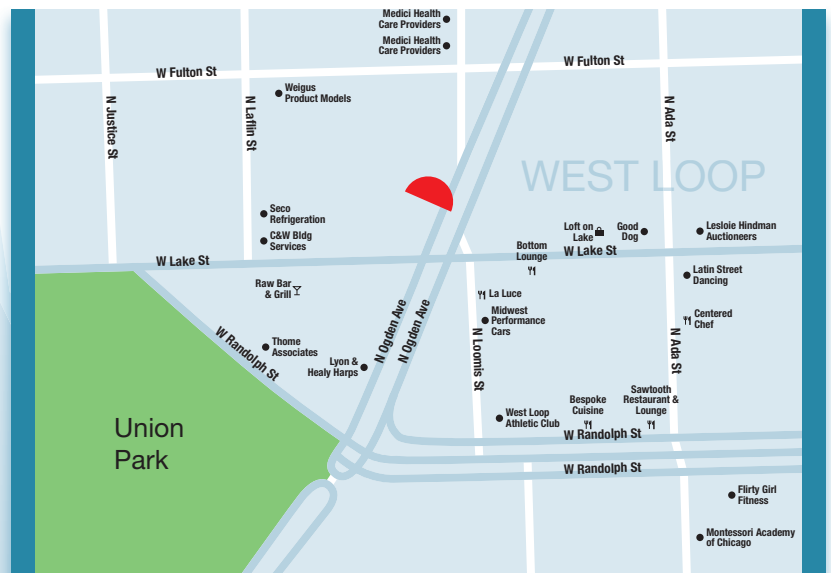 Medici Health
Care Providers
Medici Health
Care Providers
W Fulton St
W Fulton St
Weigus
Product Models
N Justice St
N Laflin St
N Ada St
WEST LOOP
Seco
Refrigeration
C&W Bldg
Services
Loft on
Lake
Good
Dog
Lesloie Hindman
Auctioneers
W Lake St
W Lake St
Bottom
Lounge
Latin Street
Dancing
Raw Bar
& Grill
La Luce
Midwest
Performance
Cars
Centered
Chef
N Ogden Ave
N Ogden Ave
N Loomis St
N Ada St
W Randolph St
Thome
Associates
Lyon &
Healy Harps
Bespoke
Cuisine
Sawtooth
Restaurant &
Lounge
West Loop
Athletic Club
W Randolph St
W Randolph St
Union
Park
Flirty Girl
Fitness
Montessori Academy
of Chicago